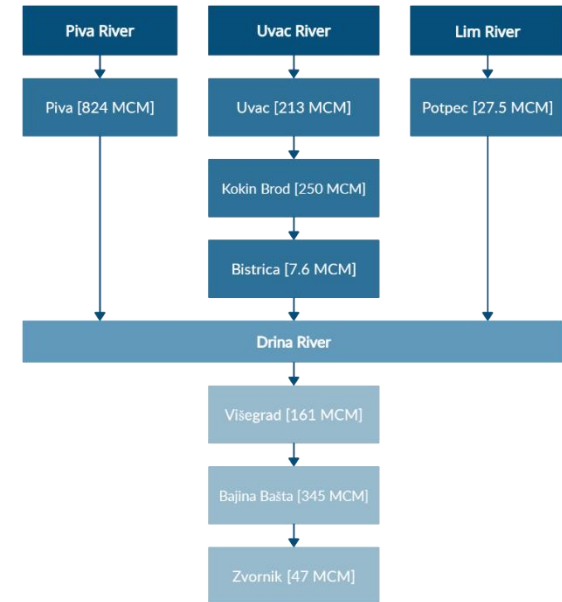 Piva River
Uvac River
Lim River
Piva [824 MCM]
Uvac [213 MCM]
Potpec [27.5 MCM]
Kokin Brod [250 MCM]
Bistrica [7.6 MCM]
Drina River
Višegrad [161 MCM]
Bajina Bašta [345 MCM]
Zvornik [47 MCM]